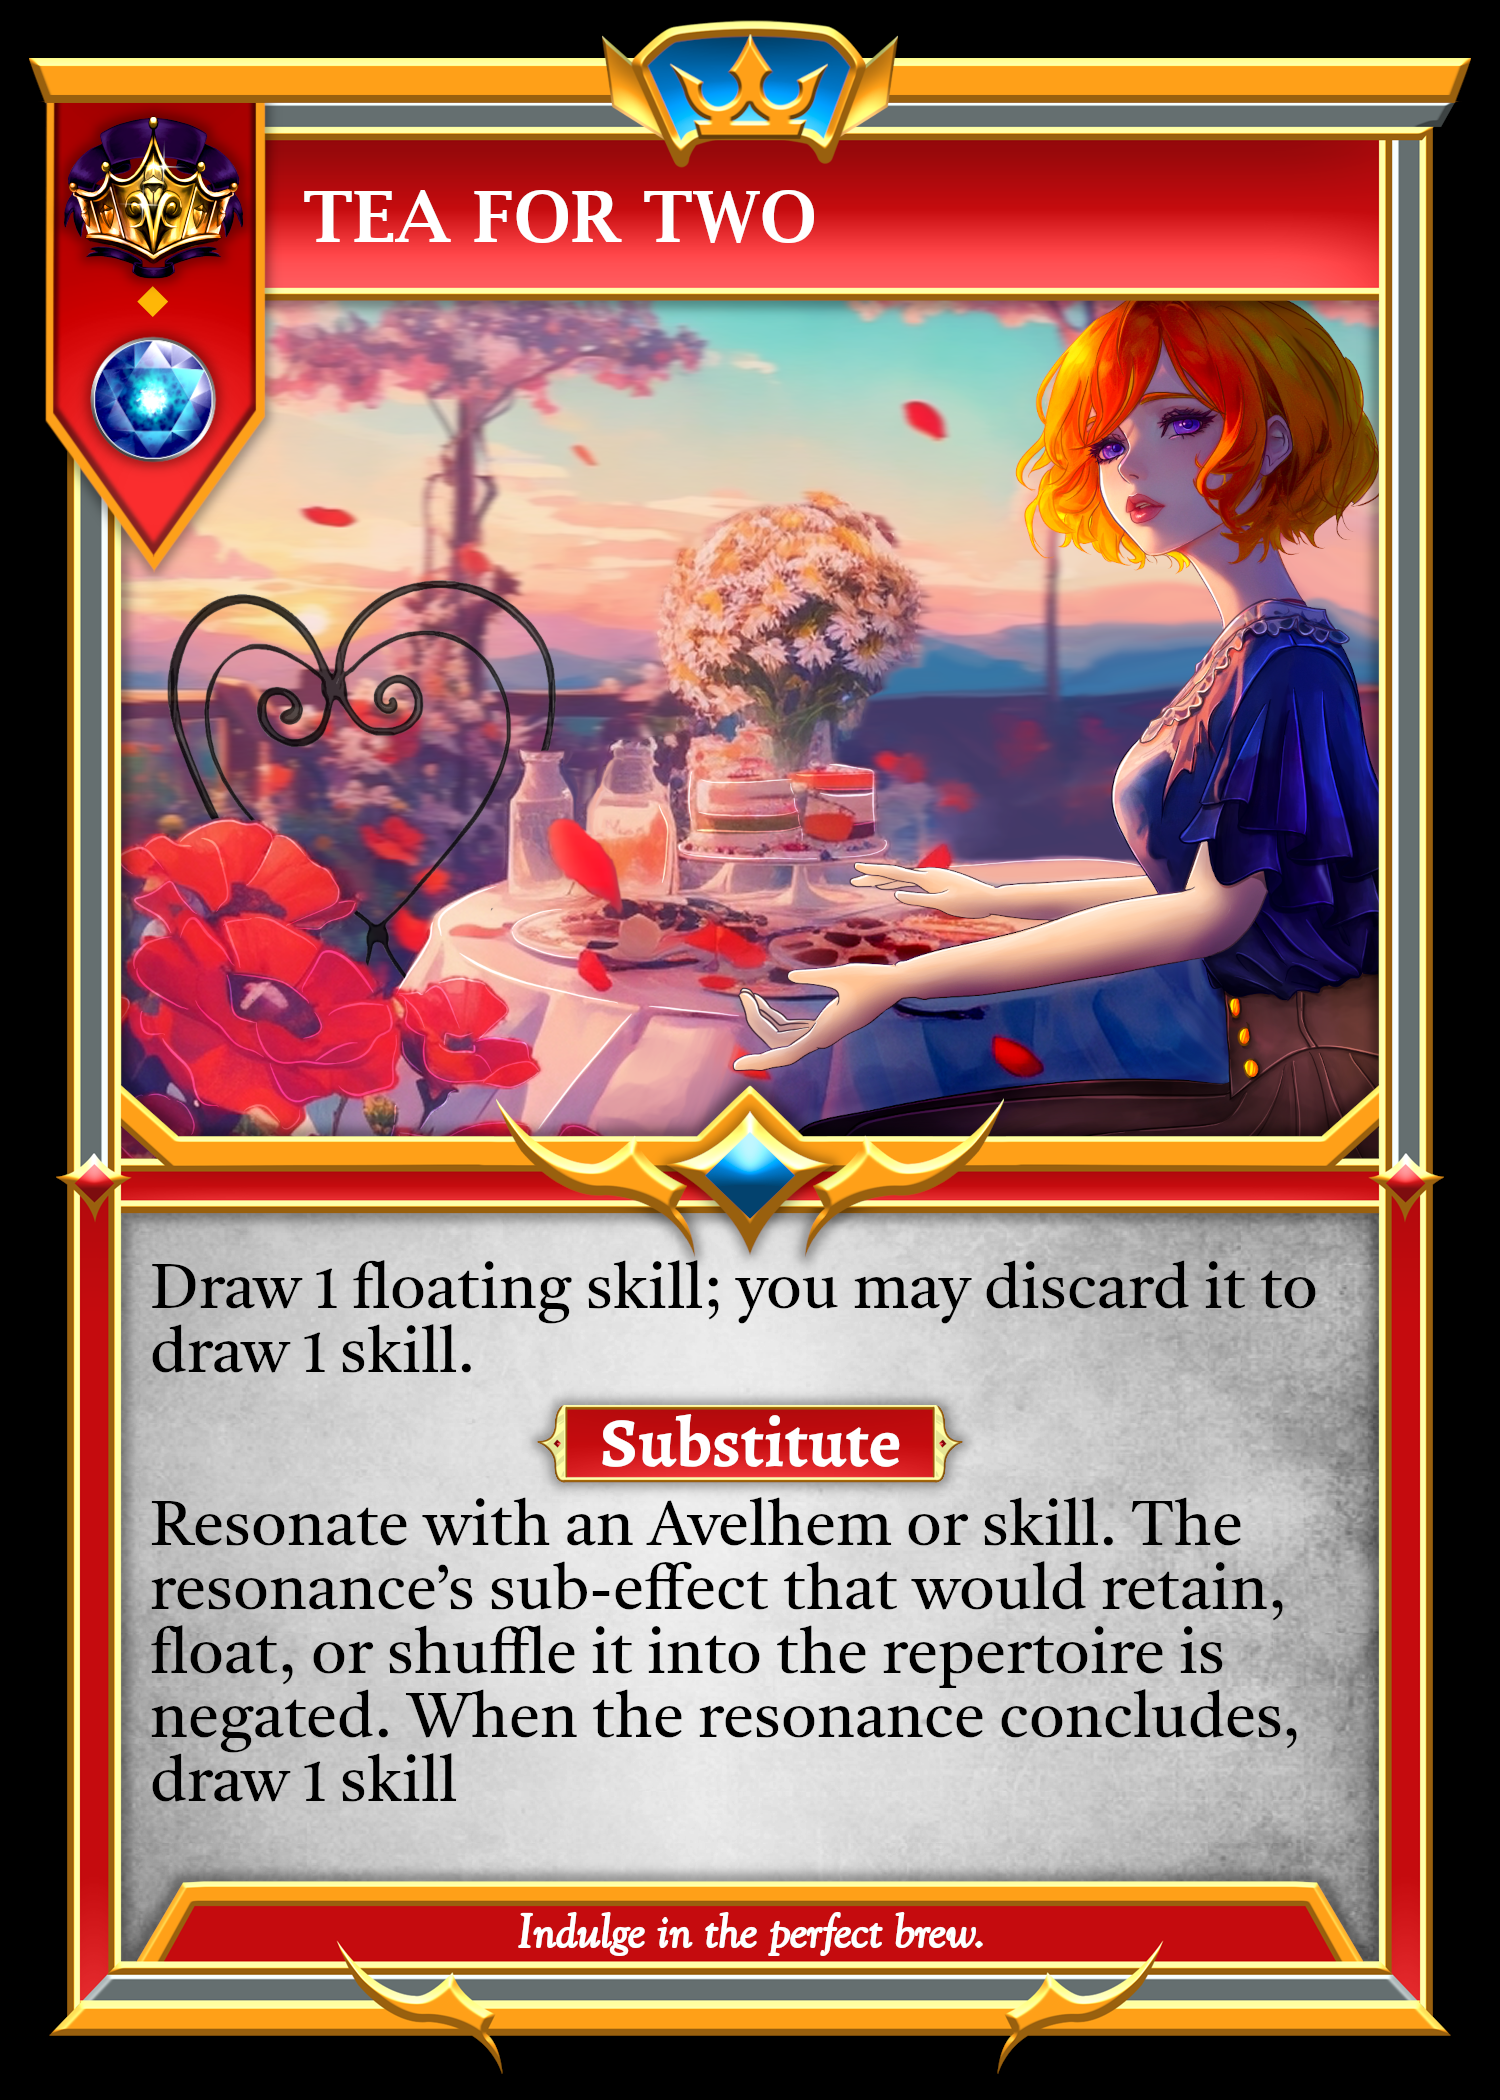 TEA FOR TWO
Draw 1 floating skill; you may discard it to
draw 1 skill.
Substitute
Resonate with an Avelhem or skill. The
resonance’s sub-effect that would retain,
float, or shuffle it into the repertoire is
negated. When the resonance concludes,
draw 1 skill
Indulge in the perfect brew.